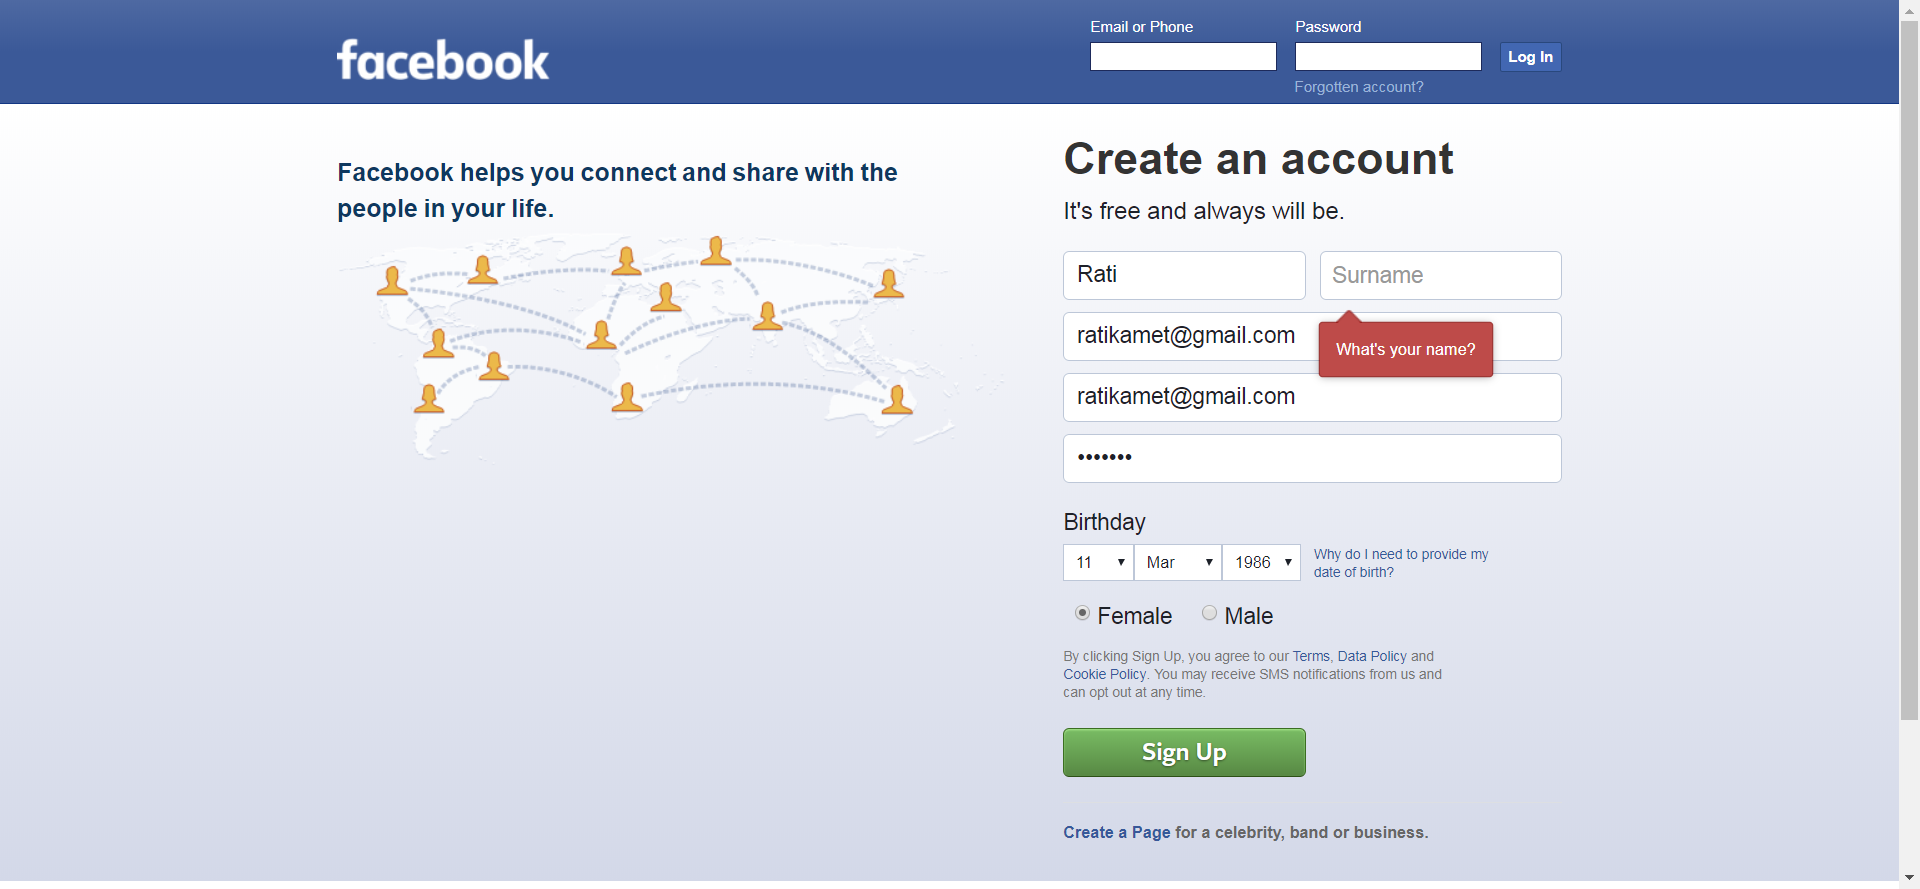 facebook
Email or Phone
Password
Log In
Forgotten account?
Facebook helps you connect and share with the
people in your life.
Create an account
It's free and always will be.
Rati
Surname
ratikamet@gmail.com
What's your name?
ratikamet@gmail.com
•••••••
Birthday
11
Mar
1986
Why do I need to provide my
date of birth?
Female
Male
By clicking Sign Up, you agree to our Terms, Data Policy and
Cookie Policy. You may receive SMS notifications from us and
can opt out at any time.
Sign Up
Create a Page for a celebrity, band or business.